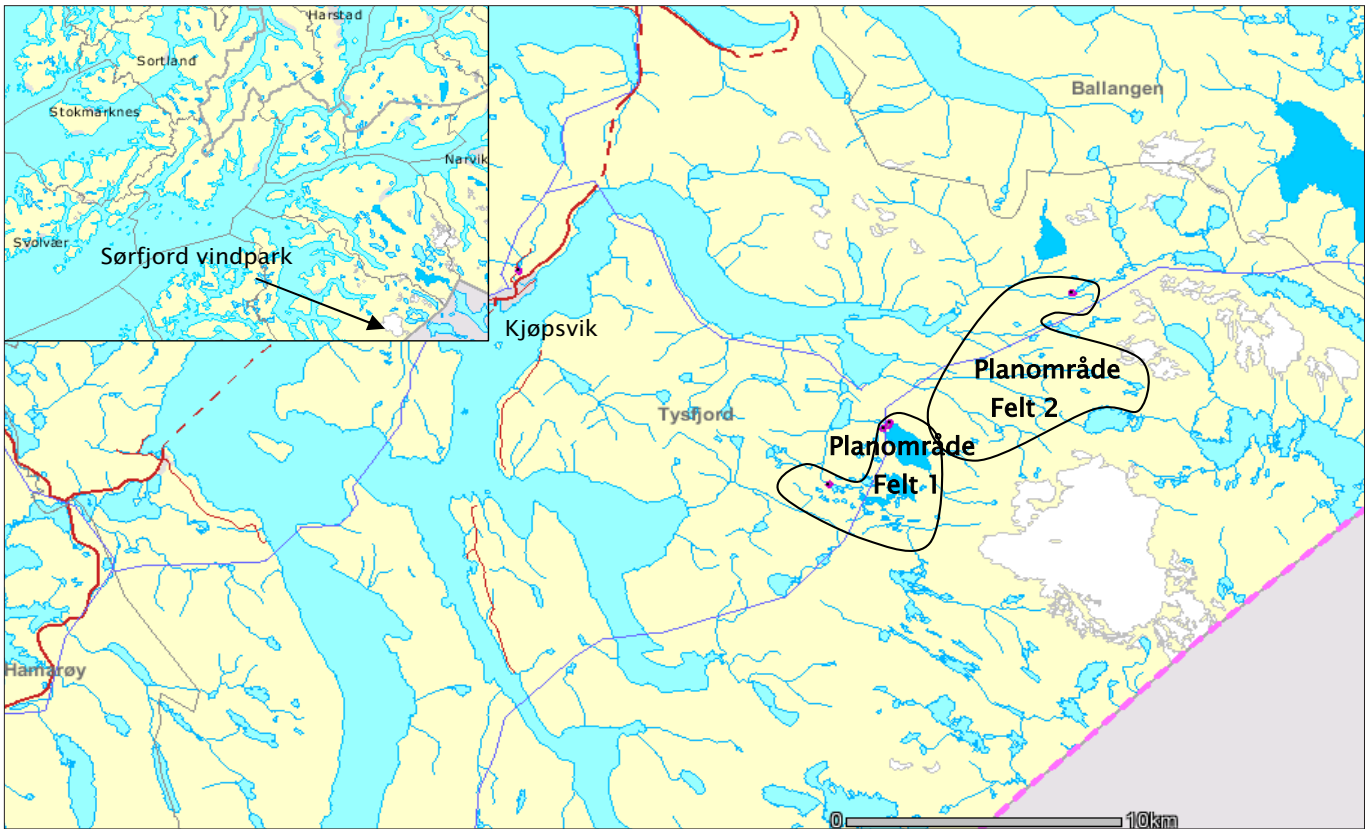 Harstad
Sortland
Stokmarknes
Narvik
Svolvær
Sørfjord vindpark
Ballangen
Kjøpsvik
Planområde
Felt 2
Tysfjord
Planområde
Felt 1
Hamarøy
0 10km